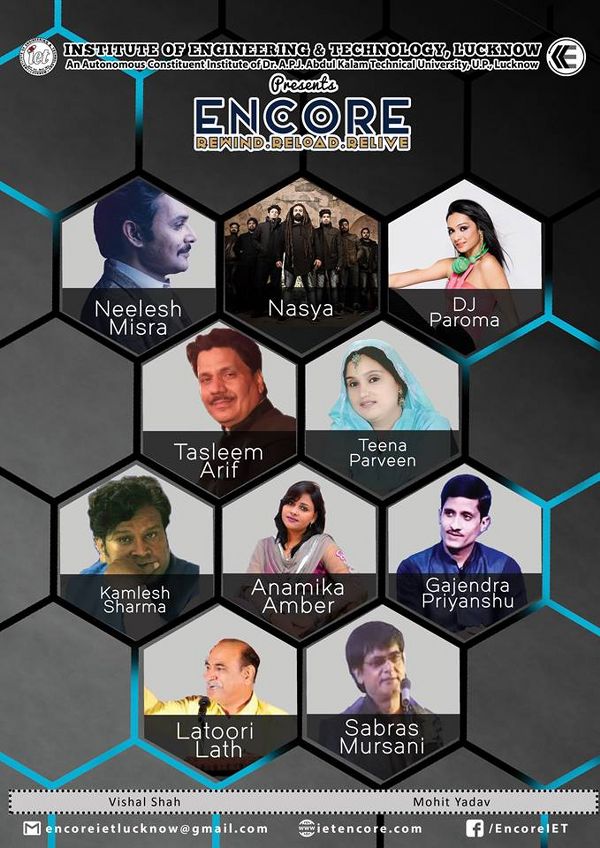 iet
INSTITUTE OF ENGINEERING & TECHNOLOGY, LUCKNOW
An Autonomous Constituent Institute of Dr. A.P.J. Abdul Kalam Technical University, U.P., Lucknow
Presents
ENCORE
REWIND.RELOAD.RELIVE
Neelesh
Misra
Nasya
DJ
Paroma
Tasleem
Arif
Teena
Parveen
Kamlesh
Sharma
Anamika
Amber
Gajendra
Priyanshu
Latoori
Lath
Sabras
Mursani
Vishal Shah
Mohit Yadav
encoreietlucknow@gmail.com
www
ietencore.com
f
/EncoreIET